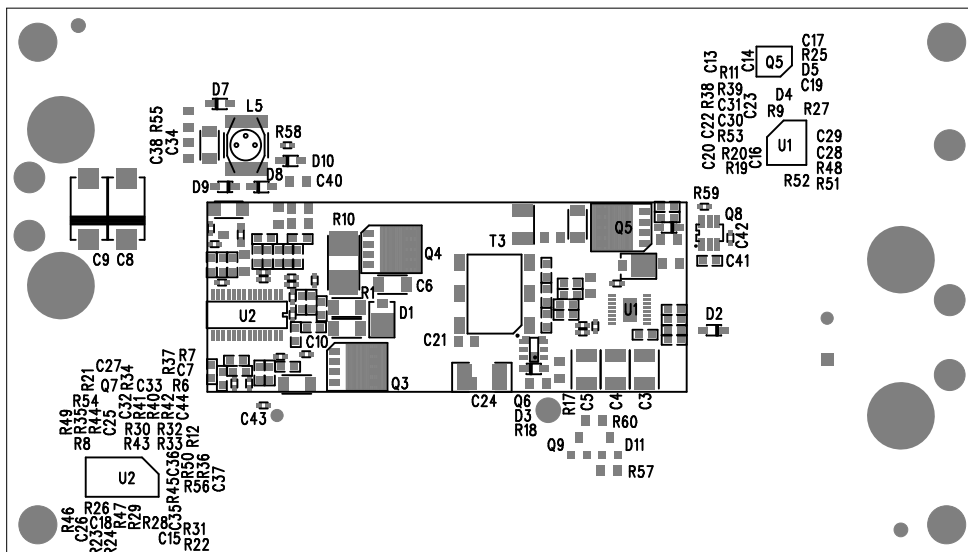 C17
R25
D5
C19
C13
R11
C14
Q5
R38
R39
C31
C23
D4
R9
R27
C22
C30
R53
U1
C29
C28
C20
R20
R19
C16
R48
R52
R51
D7
L5
R55
C38
C34
R58
D10
D9
D8
C40
R59
Q8
C42
C41
C9
C8
R10
Q4
T3
Q5
C6
U2
R1
D1
C10
U1
D2
C21
Q3
C24
Q6
D3
R18
R17
C5
C4
C3
C43
R60
Q9
D11
R57
R7
C7
R37
C27
R34
R21
Q7
C33
R6
R54
C32
R41
R40
R42
C44
R49
R35
R44
C25
R30
R32
R12
R8
R43
R33
C36
R50
R36
C37
U2
R45
R56
R26
R46
C26
C18
R47
R29
R28
C35
R31
R23
R24
C15
R22